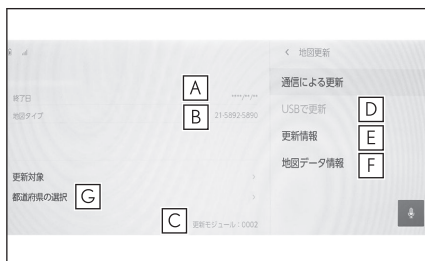 < 地図更新
通信による更新
USBで更新 D
更新情報 E
地図データ情報 F
A
終了日 ****/**/**
地図タイプ B 21-5892-5890
更新対象 >
都道府県の選択 G >
C 更新モジュール：0002